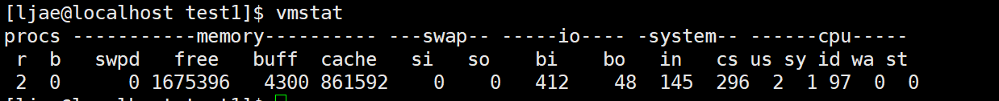 [ljae@localhost test1]$ vmstat
procs -----------memory---------- ---swap-- -----io---- -system-- ------cpu-----
 r  b   swpd   free   buff  cache   si   so    bi    bo   in   cs us sy id wa st
 2  0      0 1675396   4300 861592    0    0   412    48  145  296  2  1 97  0  0
[ljae@localhost test1]$